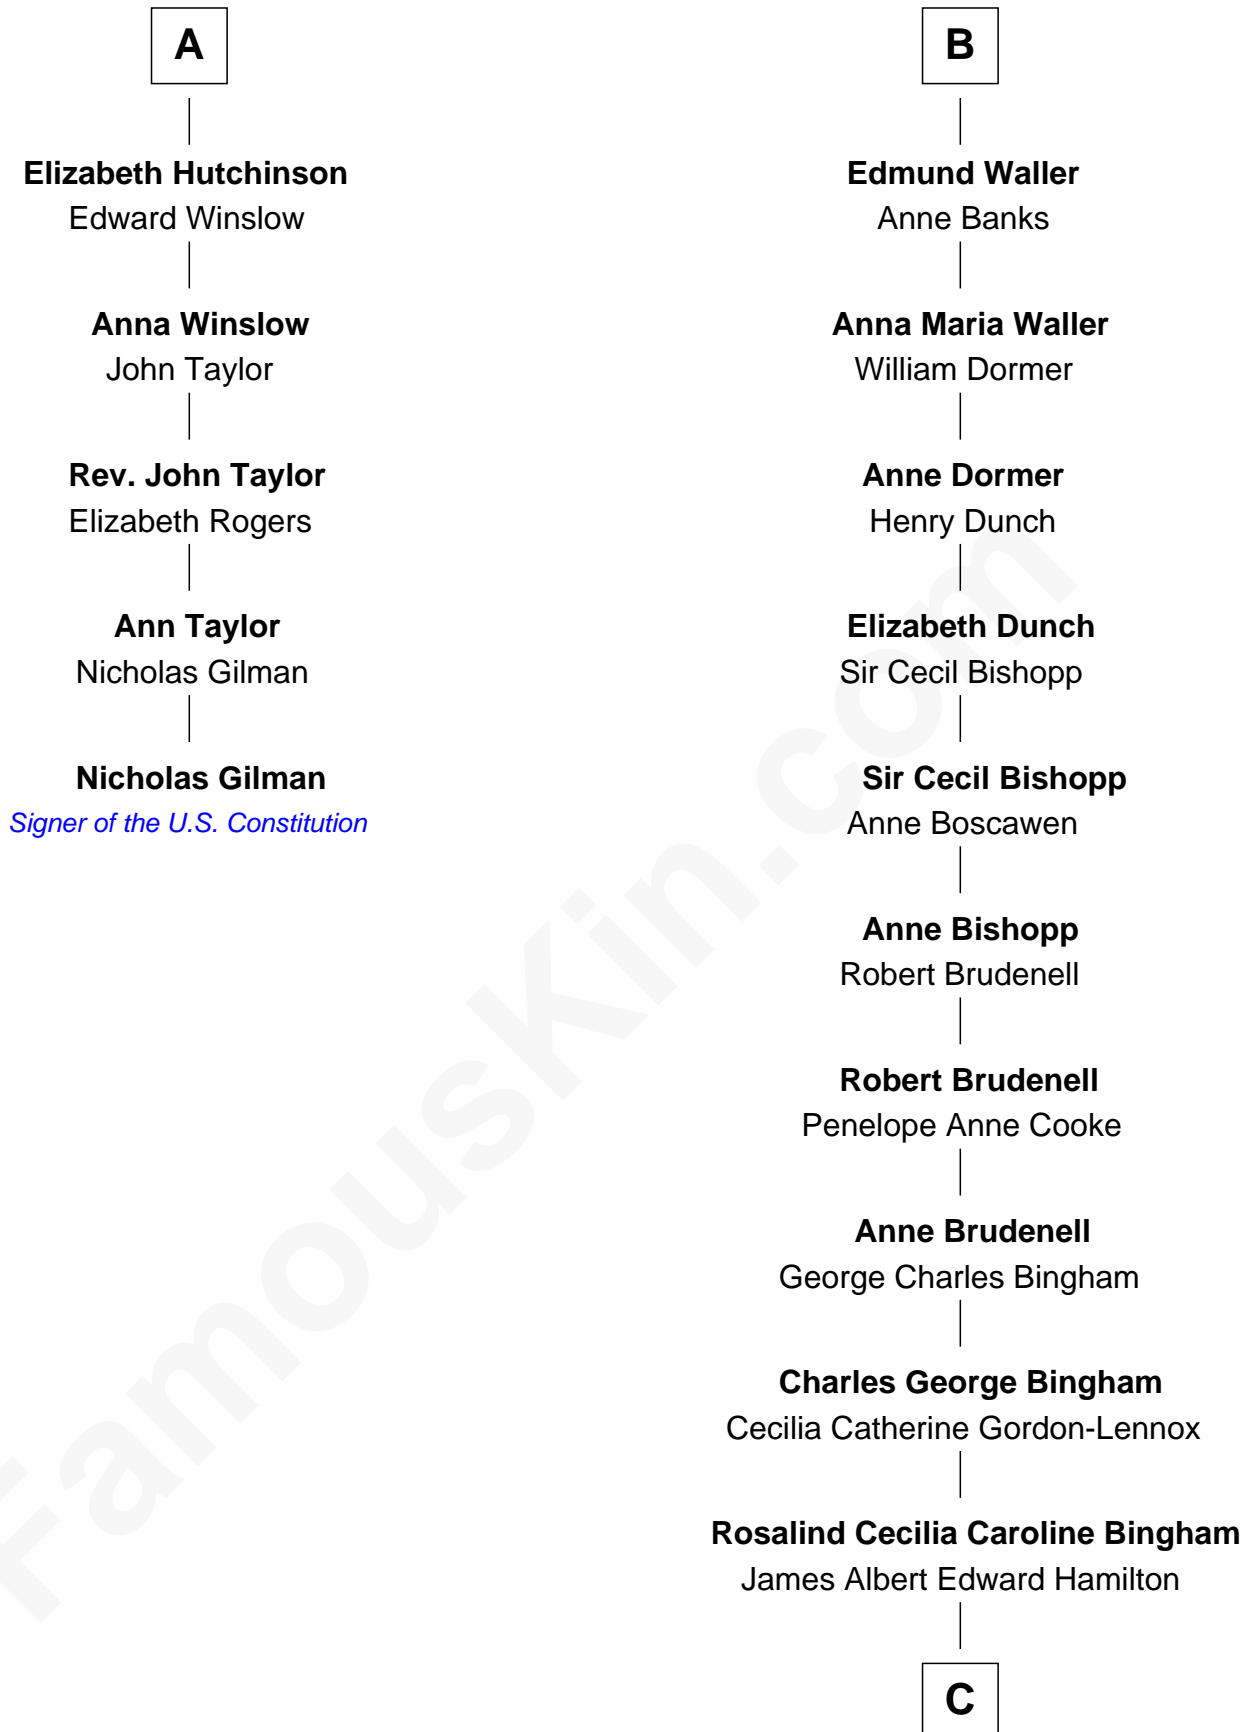 A
Elizabeth Hutchinson
Edward Winslow
Anna Winslow
John Taylor
Rev. John Taylor
Elizabeth Rogers
Ann Taylor
Nicholas Gilman
Nicholas Gilman
Signer of the U.S. Constitution
B
Edmund Waller
Anne Banks
Anna Maria Waller
William Dormer
Anne Dormer
Henry Dunch
Elizabeth Dunch
Sir Cecil Bishopp
Sir Cecil Bishopp
Anne Boscawen
Anne Bishopp
Robert Brudenell
Robert Brudenell
Penelope Anne Cooke
Anne Brudenell
George Charles Bingham
Charles George Bingham
Cecilia Catherine Gordon-Lennox
Rosalind Cecilia Caroline Bingham
James Albert Edward Hamilton
C
FamousKin.com